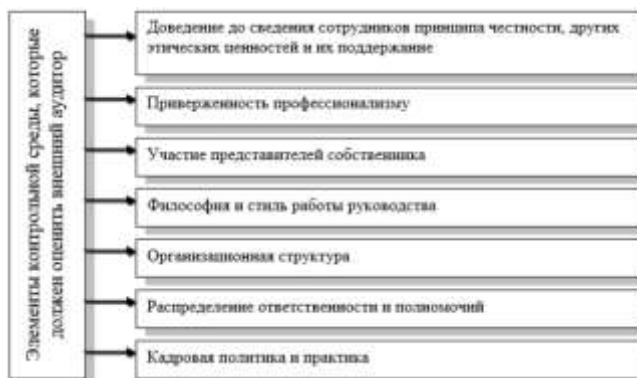 Элементы контрольной среды, которые
должен оценить внешний аудитор
Доведение до сведения сотрудников принципа честности, других
этических ценностей и их поддержание
Приверженность профессионализму
Участие представителей собственника
Философия и стиль работы руководства
Организационная структура
Распределение ответственности и полномочий
Кадровая политика и практика